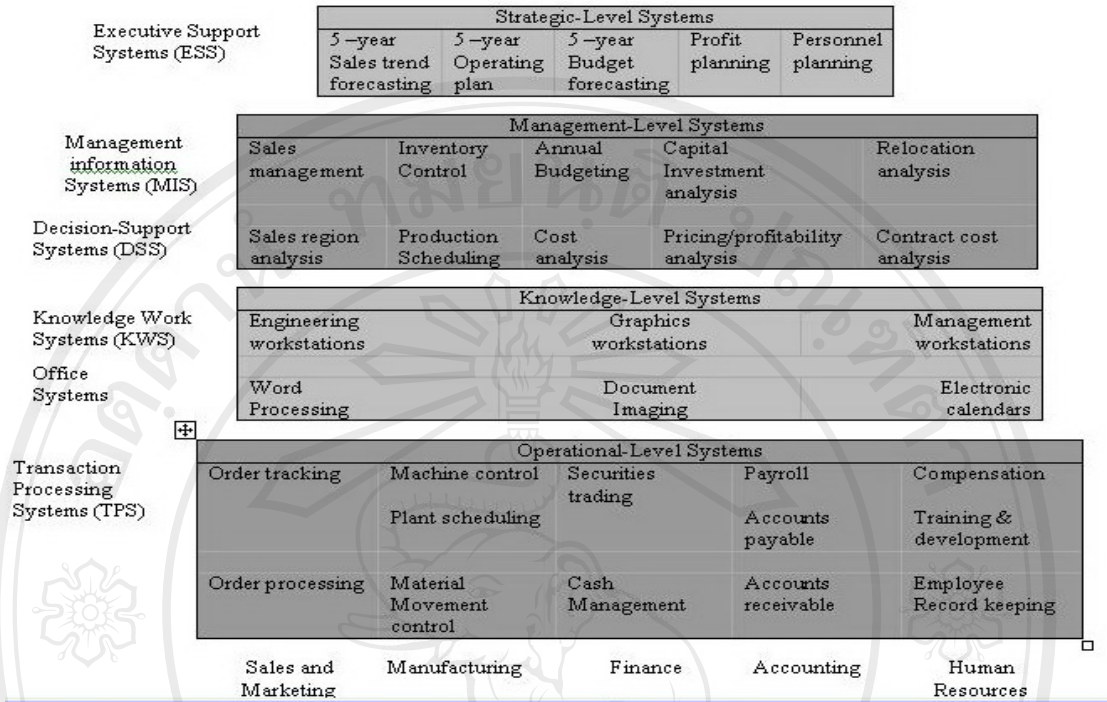 Executive Support
Systems (ESS)
Strategic-Level Systems
5 –year
Sales trend
forecasting
5 –year
Operating
plan
5 –year
Budget
forecasting
Profit
planning
Personnel
planning
Management
information
Systems (MIS)
Management-Level Systems
Sales
management
Inventory
Control
Annual
Budgeting
Capital
Investment
analysis
Relocation
analysis
Decision-Support
Systems (DSS)
Sales region
analysis
Production
Scheduling
Cost
analysis
Pricing/profitability
analysis
Contract cost
analysis
Knowledge-Level Systems
Knowledge Work
Systems (KWS)
Engineering
workstations
Graphics
workstations
Management
workstations
Office
Systems
Word
Processing
Document
Imaging
Electronic
calendars
Operational-Level Systems
Transaction
Processing
Systems (TPS)
Order tracking
Machine control
Securities
trading
Payroll
Compensation
Plant scheduling
Accounts
payable
Training &
development
Order processing
Material
Movement
control
Cash
Management
Accounts
receivable
Employee
Record keeping
Sales and
Marketing
Manufacturing
Finance
Accounting
Human
Resources